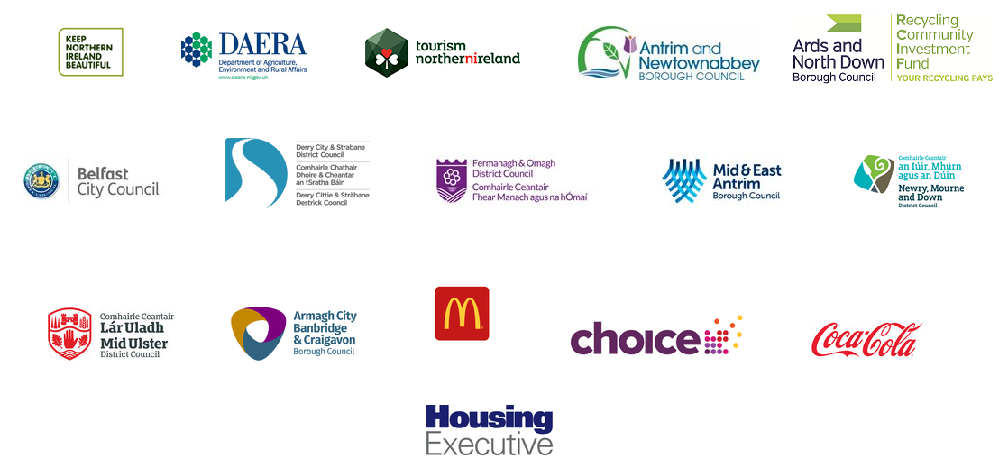 KEEP
NORTHERN
IRELAND
BEAUTIFUL
DAERA
Department of Agriculture,
Environment and Rural Affairs
www.daera-ni.gov.uk
tourism
northernireland
Antrim and
Newtownabbey
BOROUGH COUNCIL
Ards and
North Down
Borough Council
Recycling
Community
Investment
Fund
YOUR RECYCLING PAYS
Belfast
City Council
Derry City & Strabane
District Council
Comhairle Chathair
Dhoire & Cheantar
an tSratha Báin
Derry Cittie & Stràbane
Destrick Cooncil
Fermanagh & Omagh
District Council
Comhairle Ceantair
Fhear Manach agus na hÓmaí
Mid & East
Antrim
Borough Council
Comhairle Ceantair
an Iúir, Mhúrn
agus an Dúin
Newry, Mourne
and Down
District Council
Comhairle Ceantair
Lár Uladh
Mid Ulster
District Council
Armagh City
Banbridge
& Craigavon
Borough Council
M
choice
Coca-Cola
Housing
Executive